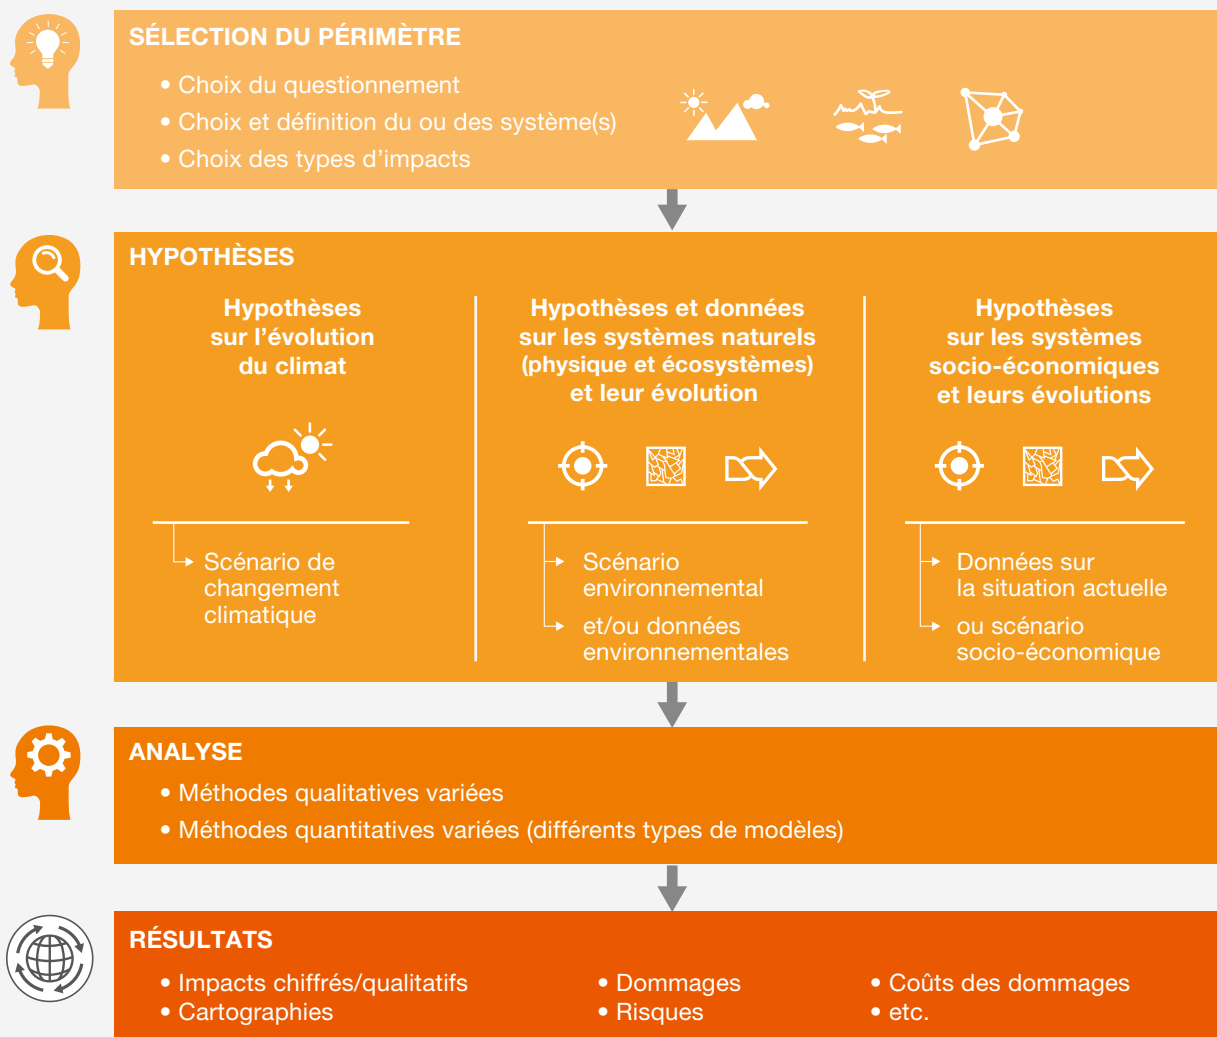 SÉLECTION DU PÉRIMÈTRE
• Choix du questionnement
• Choix et définition du ou des système(s)
• Choix des types d'impacts
HYPOTHÈSES
Hypothèses
sur l'évolution
du climat
Scénario de
changement
climatique
Hypothèses et données
sur les systèmes naturels
(physique et écosystèmes)
et leur évolution
Scénario
environnemental
et/ou données
environnementales
Hypothèses
sur les systèmes
socio-économiques
et leurs évolutions
Données sur
la situation actuelle
ou scénario
socio-économique
ANALYSE
• Méthodes qualitatives variées
• Méthodes quantitatives variées (différents types de modèles)
RÉSULTATS
• Impacts chiffrés/qualitatifs
• Cartographies
• Dommages
• Risques
• Coûts des dommages
• etc.